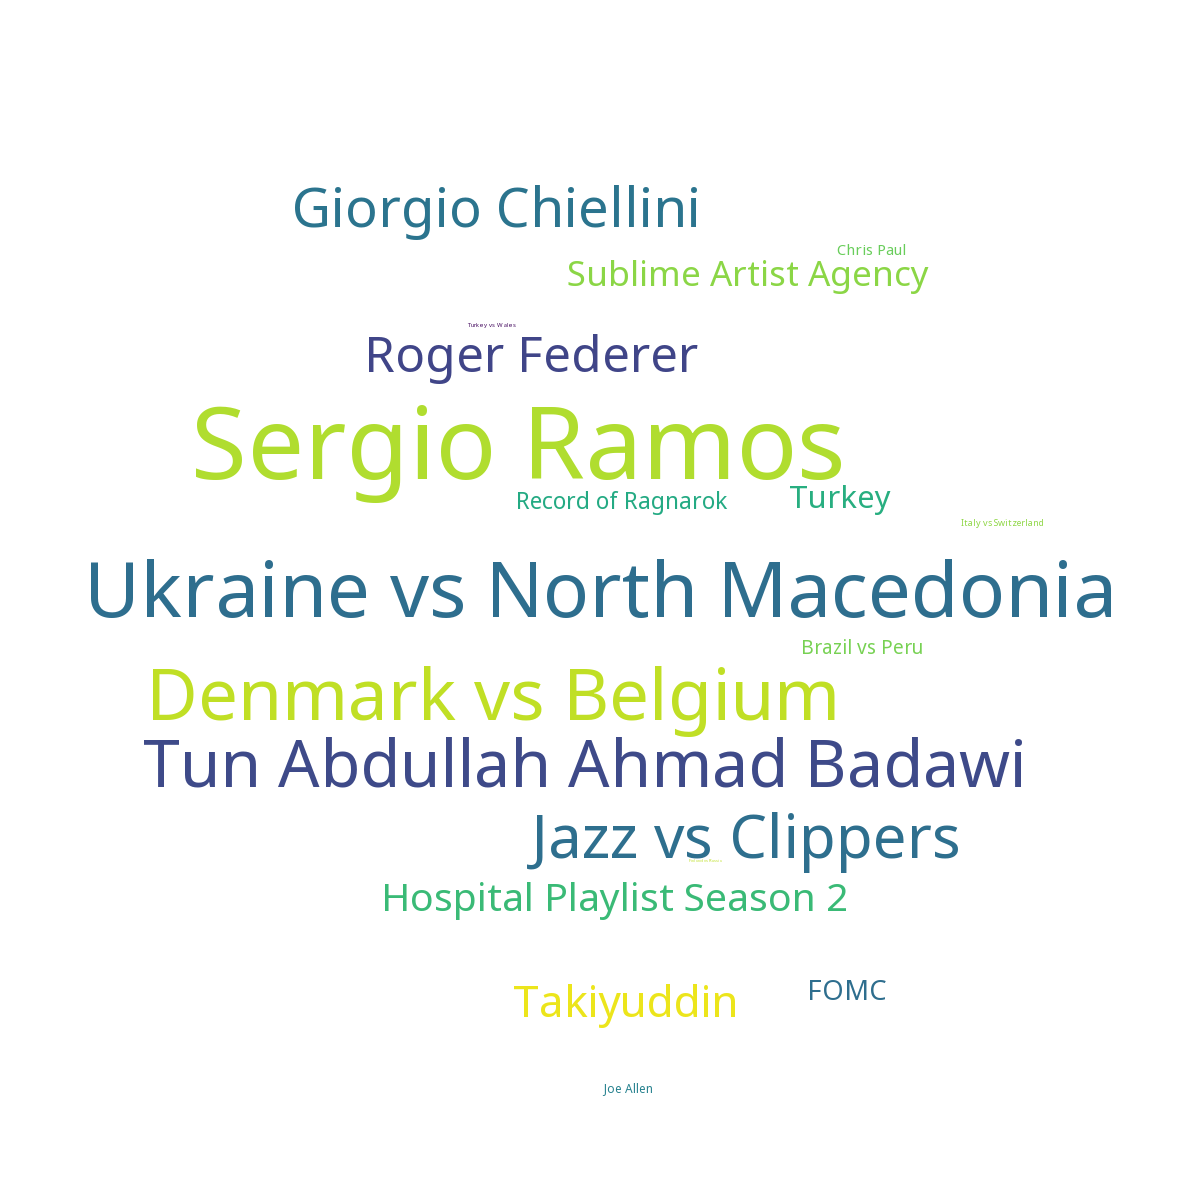 Giorgio Chiellini
Chris Paul
Sublime Artist Agency
Turkey vs Wales
Roger Federer
Sergio Ramos
Record of Ragnarok
Turkey
Italy vs Switzerland
Ukraine vs North Macedonia
Brazil vs Peru
Denmark vs Belgium
Tun Abdullah Ahmad Badawi
Jazz vs Clippers
Hospital Playlist Season 2
Takiyuddin
FOMC
Joe Allen